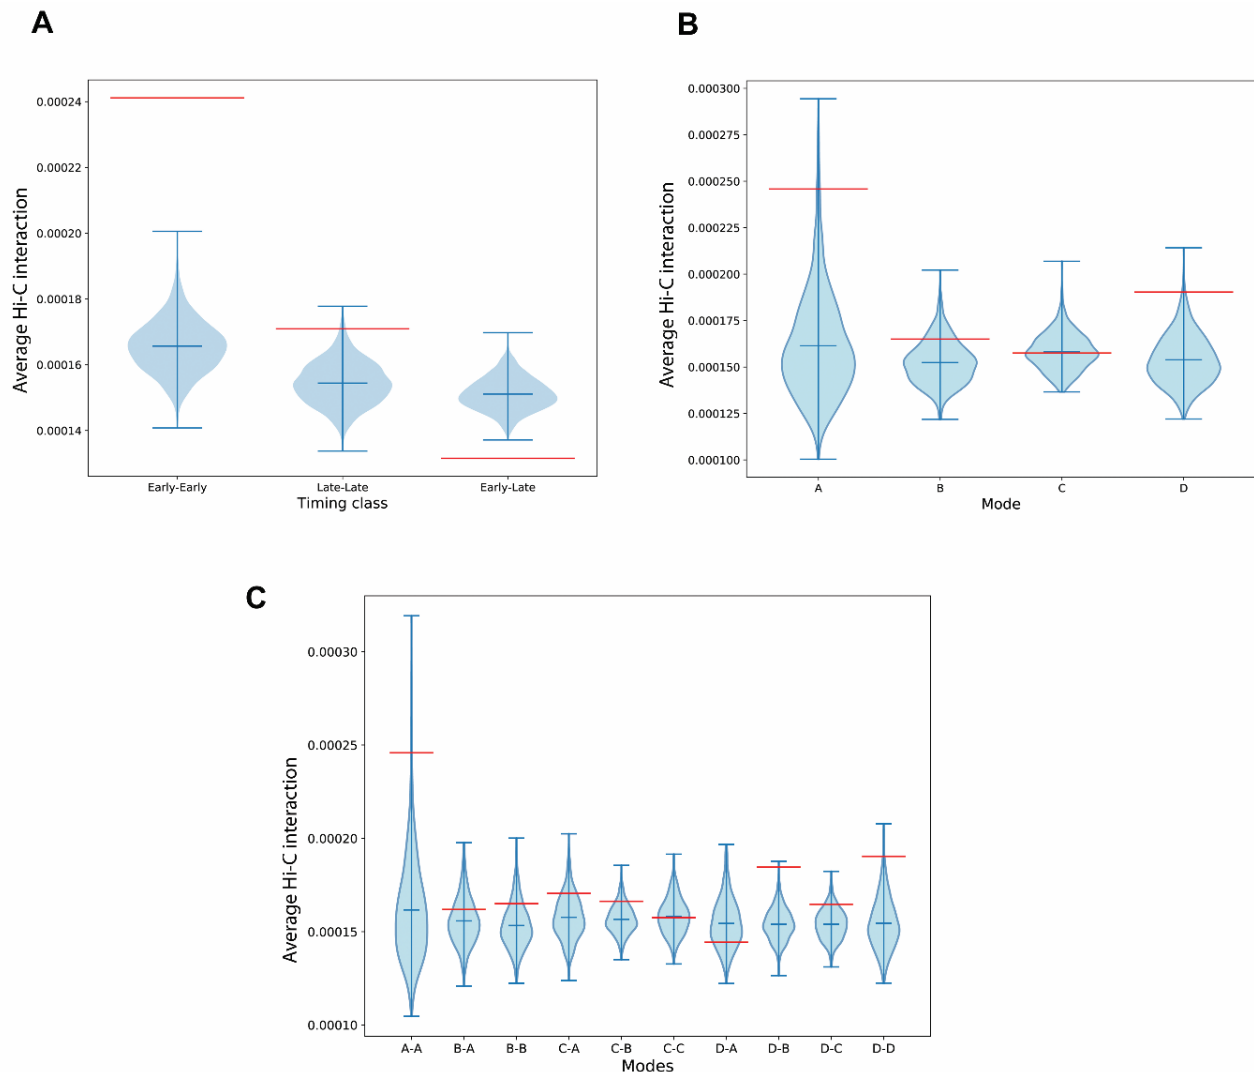 A
0.00024
0.00022
0.00020
0.00018
0.00016
0.00014
Average Hi-C interaction
Early-Early Late-Late Early-Late
Timing class
B
0.000300
0.000275
0.000250
0.000225
0.000200
0.000175
0.000150
0.000125
0.000100
Average Hi-C interaction
A B C D
Mode
C
0.00030
0.00025
0.00020
0.00015
0.00010
Average Hi-C interaction
A-A B-A B-B C-A C-B C-C D-A D-B D-C D-D
Modes